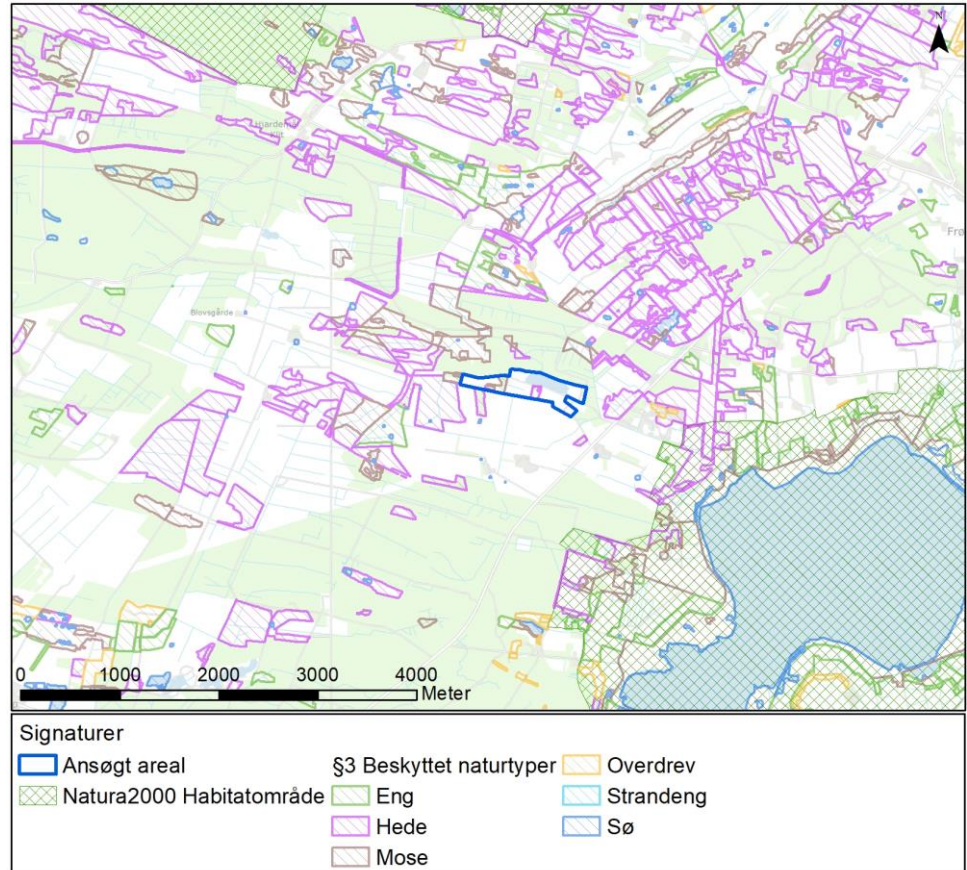 N
Blovsgårde
Frø
0 1000 2000 3000 4000
Meter
Signaturer
Ansøgt areal
Natura2000 Habitatområde
§3 Beskyttet naturtyper
Eng
Hede
Mose
Overdrev
Strandeng
Sø